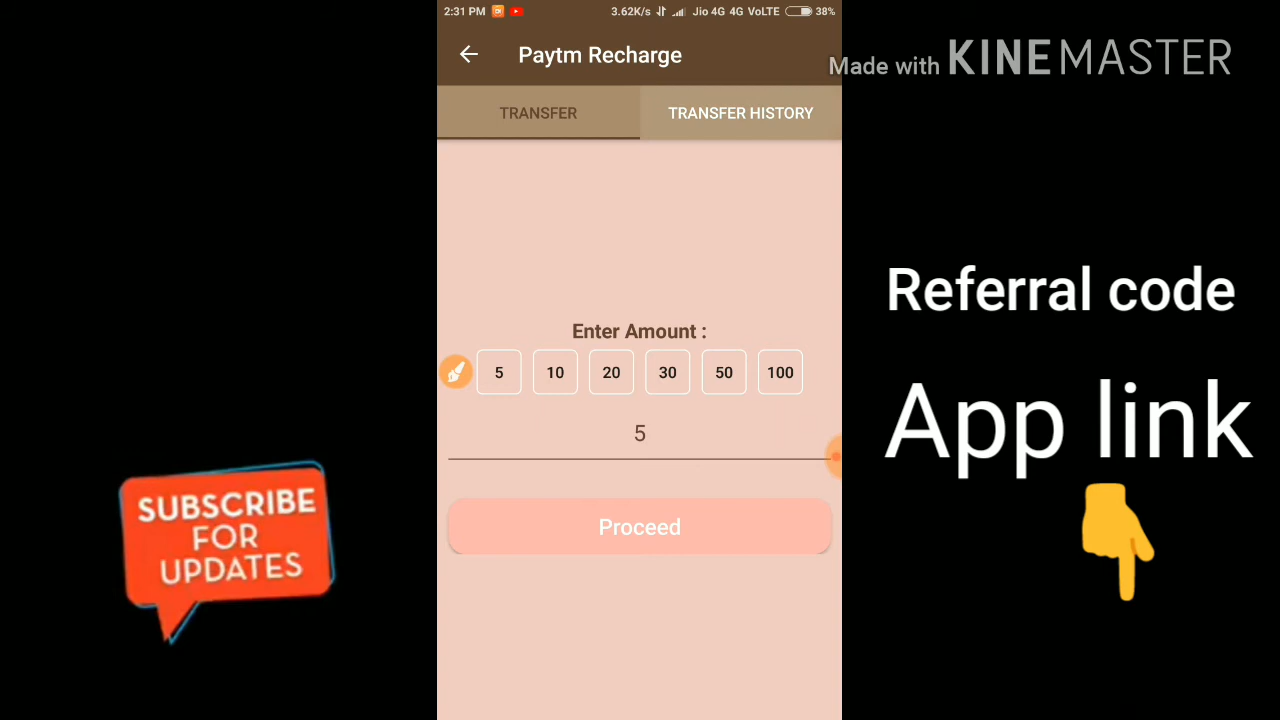 2:31 PM
3.62K/s Jio 4G 4G VoLTE 38%
Paytm Recharge
Made with KINEMASTER
TRANSFER
TRANSFER HISTORY
Enter Amount :
5 10 20 30 50 100
5
Proceed
Referral code
App link
SUBSCRIBE
FOR
UPDATES